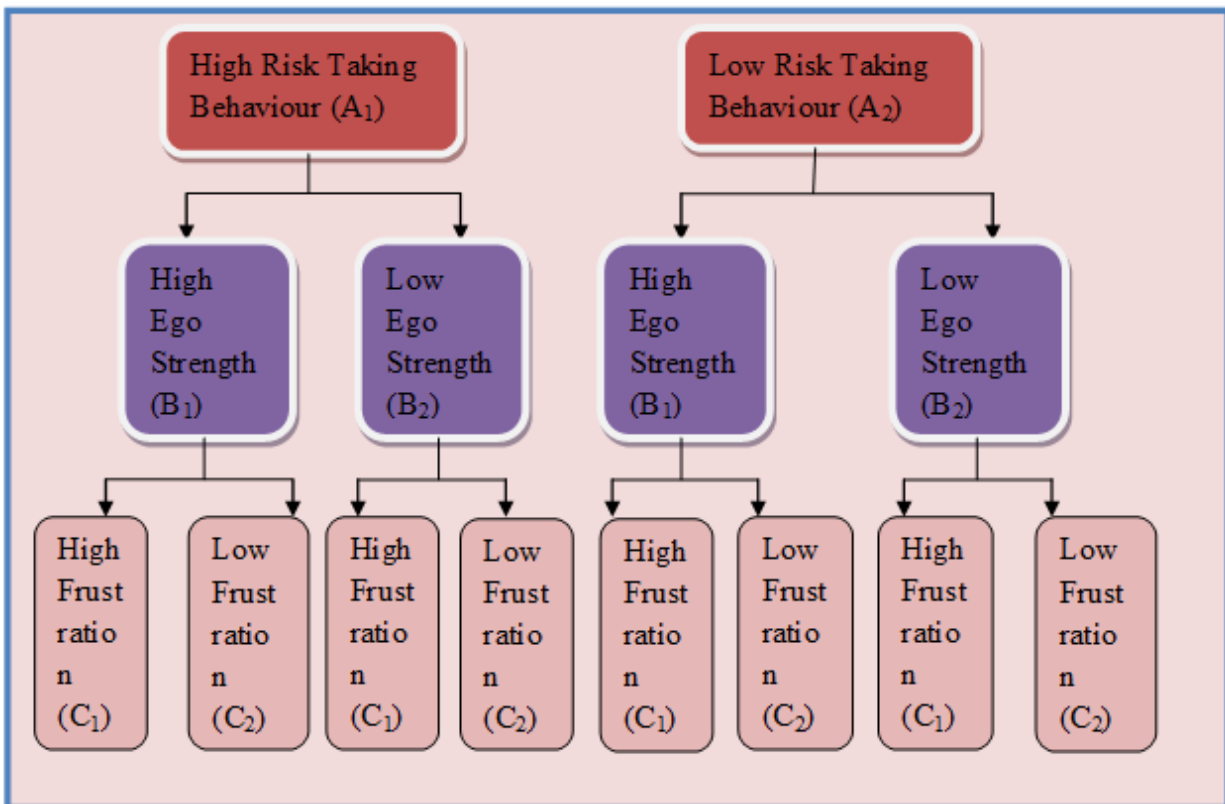 High Risk Taking
Behaviour (A₁)
Low Risk Taking
Behaviour (A₂)
High
Ego
Strength
(B₁)
Low
Ego
Strength
(B₂)
High
Ego
Strength
(B₁)
Low
Ego
Strength
(B₂)
High
Frust
ratio
n
(C₁)
Low
Frust
ratio
n
(C₂)
High
Frust
ratio
n
(C₁)
Low
Frust
ratio
n
(C₂)
High
Frust
ratio
n
(C₁)
Low
Frust
ratio
n
(C₂)
High
Frust
ratio
n
(C₁)
Low
Frust
ratio
n
(C₂)